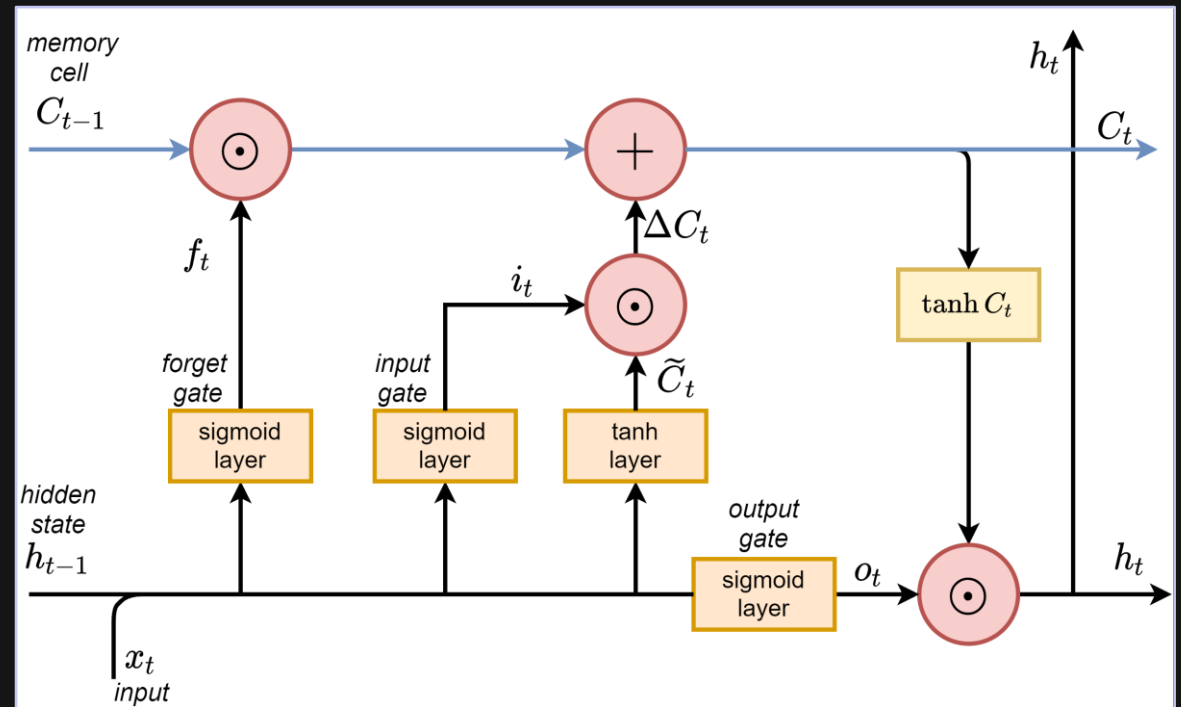 memory
cell
C_{t-1}
⊙
+
C_t
h_t
f_t
ΔC_t
i_t
⊙
tanh C_t
forget
gate
input
gate
C̃_t
sigmoid
layer
sigmoid
layer
tanh
layer
hidden
state
h_{t-1}
output
gate
sigmoid
layer
o_t
⊙
h_t
x_t
input